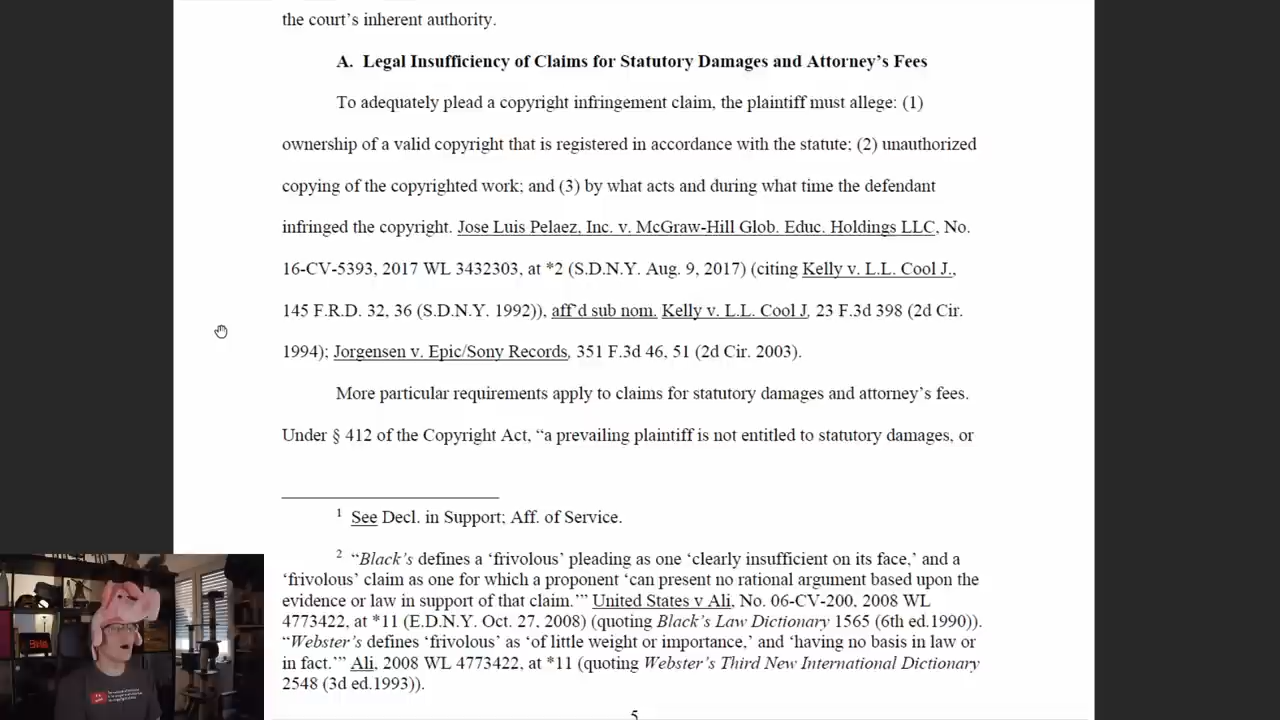 the court's inherent authority.
A. Legal Insufficiency of Claims for Statutory Damages and Attorney's Fees
To adequately plead a copyright infringement claim, the plaintiff must allege: (1)
ownership of a valid copyright that is registered in accordance with the statute; (2) unauthorized
copying of the copyrighted work; and (3) by what acts and during what time the defendant
infringed the copyright. Jose Luis Pelaez, Inc. v. McGraw-Hill Glob. Educ. Holdings LLC, No.
16-CV-5393, 2017 WL 3432303, at *2 (S.D.N.Y. Aug. 9, 2017) (citing Kelly v. L.L. Cool J.,
145 F.R.D. 32, 36 (S.D.N.Y. 1992)), aff'd sub nom. Kelly v. L.L. Cool J, 23 F.3d 398 (2d Cir.
1994); Jorgensen v. Epic/Sony Records, 351 F.3d 46, 51 (2d Cir. 2003).
More particular requirements apply to claims for statutory damages and attorney's fees.
Under § 412 of the Copyright Act, “a prevailing plaintiff is not entitled to statutory damages, or
1 See Decl. in Support; Aff. of Service.
2 “Black's defines a ‘frivolous’ pleading as one ‘clearly insufficient on its face,’ and a
‘frivolous’ claim as one for which a proponent ‘can present no rational argument based upon the
evidence or law in support of that claim.’” United States v Ali, No. 06-CV-200, 2008 WL
4773422, at *11 (E.D.N.Y. Oct. 27, 2008) (quoting Black's Law Dictionary 1565 (6th ed.1990)).
“Webster's defines ‘frivolous’ as ‘of little weight or importance,’ and ‘having no basis in law or
in fact.’” Ali, 2008 WL 4773422, at *11 (quoting Webster's Third New International Dictionary
2548 (3d ed.1993)).
5